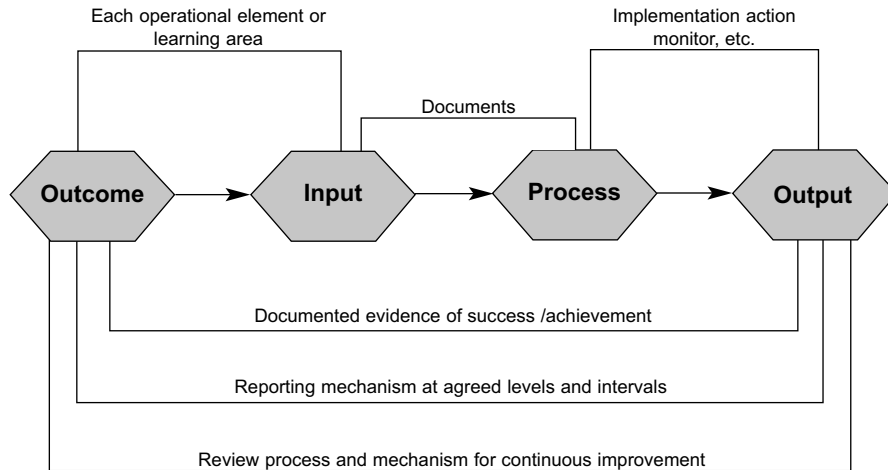 Each operational element or
learning area
Implementation action
monitor, etc.
Documents
Outcome
Input
Process
Output
Documented evidence of success /achievement
Reporting mechanism at agreed levels and intervals
Review process and mechanism for continuous improvement